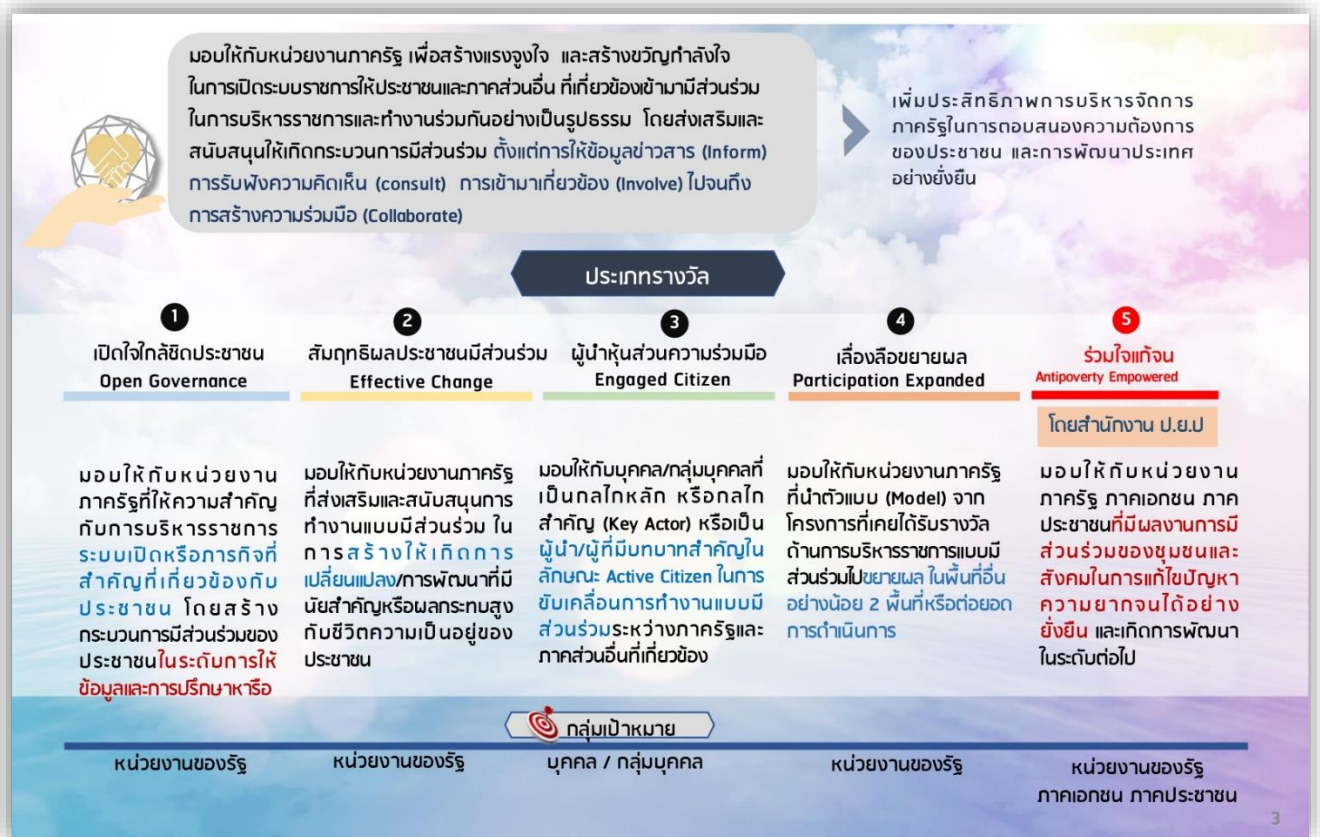 มอบให้กับหน่วยงานภาครัฐ เพื่อสร้างแรงจูงใจ และสร้างขวัญกำลังใจ
ในการเปิดระบบราชการให้ประชาชนและภาคส่วนอื่น ที่เกี่ยวข้องเข้ามามีส่วนร่วม
ในการบริหารราชการและทำงานร่วมกันอย่างเป็นรูปธรรม โดยส่งเสริมและ
สนับสนุนให้เกิดกระบวนการมีส่วนร่วม ตั้งแต่การให้ข้อมูลข่าวสาร (Inform)
การรับฟังความคิดเห็น (consult) การเข้ามาเกี่ยวข้อง (Involve) ไปจนถึง
การสร้างความร่วมมือ (Collaborate)
เพิ่มประสิทธิภาพการบริหารจัดการ
ภาครัฐในการตอบสนองความต้องการ
ของประชาชน และการพัฒนาประเทศ
อย่างยั่งยืน
ประเภทรางวัล
1
เปิดใจใกล้ชิดประชาชน
Open Governance
มอบให้กับหน่วยงาน
ภาครัฐที่ให้ความสำคัญ
กับการบริหารราชการ
ระบบเปิดหรือภารกิจที่
สำคัญที่เกี่ยวข้องกับ
ประชาชน โดยสร้าง
กระบวนการมีส่วนร่วมของ
ประชาชนในระดับการให้
ข้อมูลและการปรึกษาหารือ
2
สัมฤทธิผลประชาชนมีส่วนร่วม
Effective Change
มอบให้กับหน่วยงานภาครัฐ
ที่ส่งเสริมและสนับสนุนการ
ทำงานแบบมีส่วนร่วม ใน
การสร้างให้เกิดการ
เปลี่ยนแปลง/การพัฒนาที่มี
นัยสำคัญหรือผลกระทบสูง
กับชีวิตความเป็นอยู่ของ
ประชาชน
3
ผู้นำหุ้นส่วนความร่วมมือ
Engaged Citizen
มอบให้กับบุคคล/กลุ่มบุคคลที่
เป็นกลไกหลัก หรือกลไก
สำคัญ (Key Actor) หรือเป็น
ผู้นำ/ผู้ที่มีบทบาทสำคัญใน
ลักษณะ Active Citizen ในการ
ขับเคลื่อนการทำงานแบบมี
ส่วนร่วมระหว่างภาครัฐและ
ภาคส่วนอื่นที่เกี่ยวข้อง
4
เลื่องลือขยายผล
Participation Expanded
มอบให้กับหน่วยงานภาครัฐ
ที่นำตัวแบบ (Model) จาก
โครงการที่เคยได้รับรางวัล
ด้านการบริหารราชการแบบมี
ส่วนร่วมไปขยายผล ในพื้นที่อื่น
อย่างน้อย 2 พื้นที่หรือต่อยอด
การดำเนินการ
5
ร่วมใจแก้จน
Antipoverty Empowered
โดยสำนักงาน ป.ย.ป
มอบให้กับหน่วยงาน
ภาครัฐ ภาคเอกชน ภาค
ประชาชนที่มีผลงานการมี
ส่วนร่วมของชุมชนและ
สังคมในการแก้ไขปัญหา
ความยากจนได้อย่าง
ยั่งยืน และเกิดการพัฒนา
ในระดับต่อไป
กลุ่มเป้าหมาย
หน่วยงานของรัฐ
หน่วยงานของรัฐ
บุคคล / กลุ่มบุคคล
หน่วยงานของรัฐ
หน่วยงานของรัฐ
ภาคเอกชน ภาคประชาชน
3